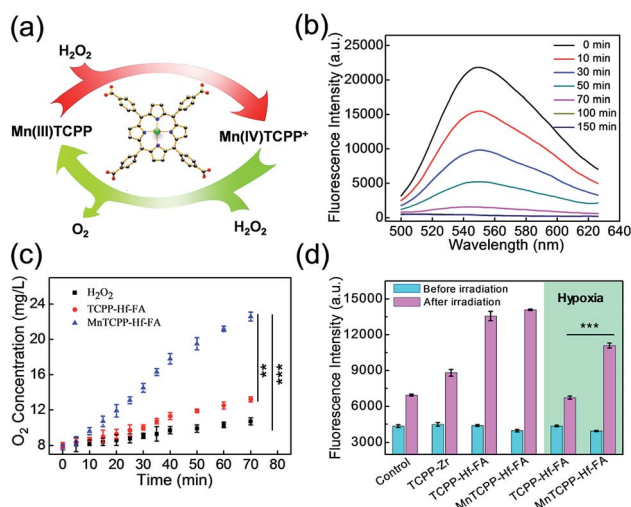 (a)
H₂O₂
Mn(III)TCPP
Mn(IV)TCPP⁺
O₂
H₂O₂
(b)
Fluorescence Intensity (a.u.)
25000
20000
15000
10000
5000
0
500 520 540 560 580 600 620 640
Wavelength (nm)
0 min
10 min
30 min
50 min
70 min
100 min
150 min
(c)
O₂ Concentration (mg/L)
24
20
16
12
8
0 10 20 30 40 50 60 70 80
Time (min)
H₂O₂
TCPP-Hf-FA
MnTCPP-Hf-FA
**
***
(d)
Fluorescence Intensity (a.u.)
15000
12000
9000
6000
3000
Before irradiation
After irradiation
Hypoxia
***
Control
TCPP-Zr
TCPP-Hf-FA
MnTCPP-Hf-FA
TCPP-Hf-FA
MnTCPP-Hf-FA